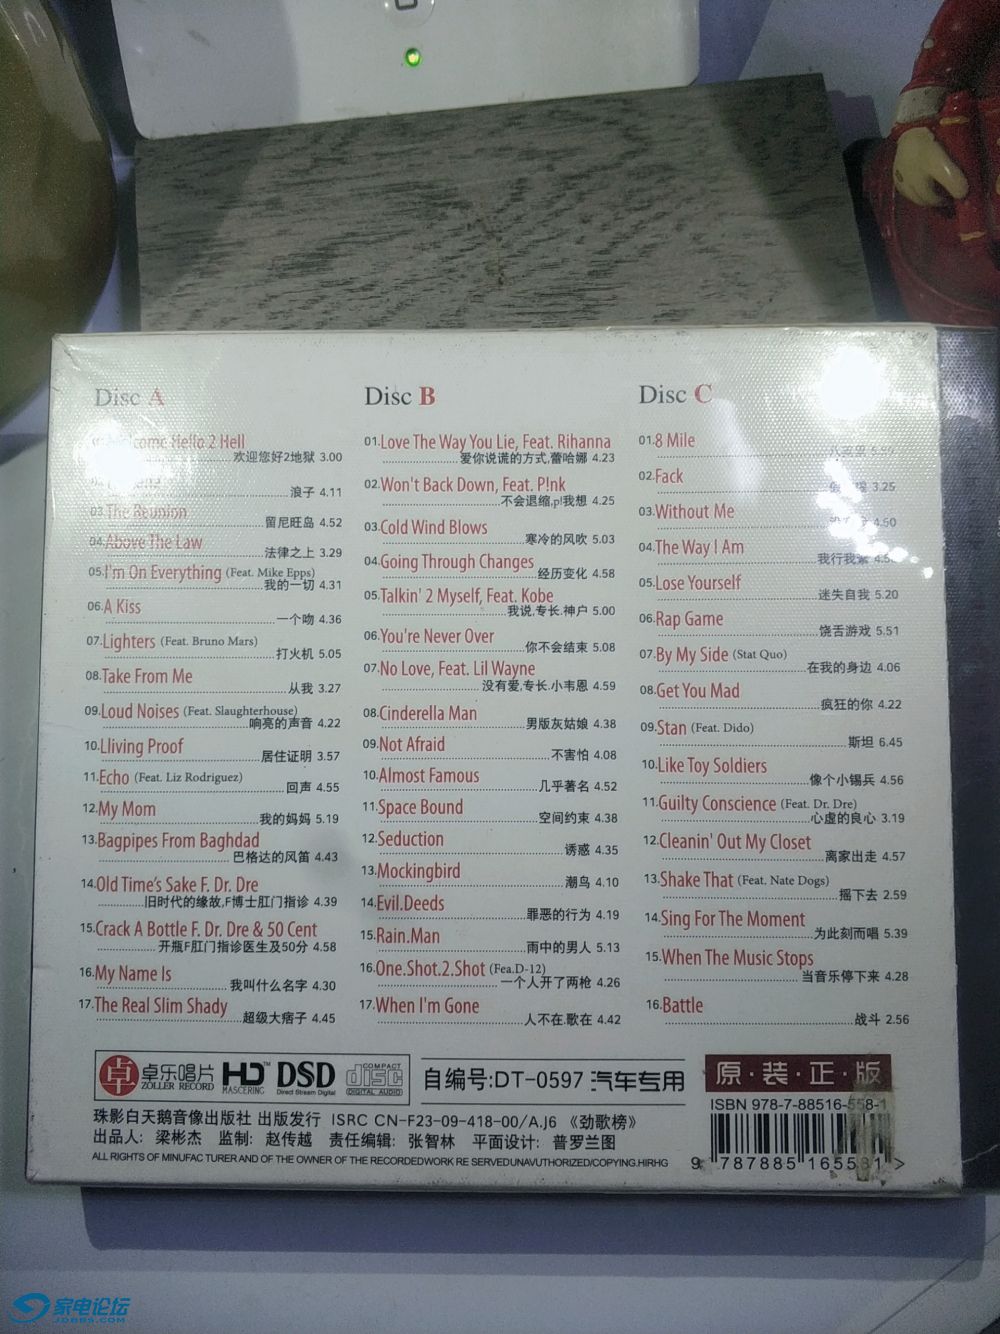 Disc A
Hello 2 Hell
欢迎您好2地狱 3.00
浪子 4.11
03.The Reunion
留尼旺岛 4.52
04.Above The Law
法律之上 3.29
05.I'm On Everything (Feat. Mike Epps)
我的一切 4.31
06.A Kiss
一个吻 4.36
07.Lighters (Feat. Bruno Mars)
打火机 5.05
08.Take From Me
从我 3.27
09.Loud Noises (Feat. Slaughterhouse)
响亮的声音 4.22
10.Lliving Proof
居住证明 3.57
11.Echo (Feat. Liz Rodriguez)
回声 4.55
12.My Mom
我的妈妈 5.19
13.Bagpipes From Baghdad
巴格达的风笛 4.43
14.Old Time's Sake F. Dr. Dre
旧时代的缘故,F博士肛门指诊 4.39
15.Crack A Bottle F. Dr. Dre & 50 Cent
开瓶F肛门指诊医生及50分 4.58
16.My Name Is
我叫什么名字 4.30
17.The Real Slim Shady
超级大痞子 4.45
Disc B
01.Love The Way You Lie, Feat. Rihanna
爱你说谎的方式,蕾哈娜 4.23
02.Won't Back Down, Feat. P!nk
不会退缩,p!我想 4.25
03.Cold Wind Blows
寒冷的风吹 5.03
04.Going Through Changes
经历变化 4.58
05.Talkin' 2 Myself, Feat. Kobe
我说,专长.神户 5.00
06.You're Never Over
你不会结束 5.08
07.No Love, Feat. Lil Wayne
没有爱,专长.小韦恩 4.59
08.Cinderella Man
男版灰姑娘 4.38
09.Not Afraid
不害怕 4.08
10.Almost Famous
几乎著名 4.52
11.Space Bound
空间约束 4.38
12.Seduction
诱惑 4.35
13.Mockingbird
潮鸟 4.10
14.Evil.Deeds
罪恶的行为 4.19
15.Rain.Man
雨中的男人 5.13
16.One.Shot.2.Shot (Fea.D-12)
一个人开了两枪 4.26
17.When I'm Gone
人不在.歌在 4.42
Disc C
01.8 Mile
02.Fack
3.25
03.Without Me
4.50
04.The Way I Am
我行我素
05.Lose Yourself
迷失自我 5.20
06.Rap Game
饶舌游戏 5.51
07.By My Side (Stat Quo)
在我的身边 4.06
08.Get You Mad
疯狂的你 4.22
09.Stan (Feat. Dido)
斯坦 6.45
10.Like Toy Soldiers
像个小锡兵 4.56
11.Guilty Conscience (Feat. Dr. Dre)
心虚的良心 3.19
12.Cleanin' Out My Closet
离家出走 4.57
13.Shake That (Feat. Nate Dogs)
摇下去 2.59
14.Sing For The Moment
为此刻而唱 5.39
15.When The Music Stops
当音乐停下来 4.28
16.Battle
战斗 2.56
卓 卓乐唱片 ZOLLER RECORD HD™ MASCERING DSD Direct Stream Digital COMPACT disc DIGITAL AUDIO
自编号:DT-0597 汽车专用
原·装·正·版
珠影白天鹅音像出版社 出版发行 ISRC CN-F23-09-418-00/A.J6 《劲歌榜》
出品人: 梁彬杰 监制: 赵传越 责任编辑: 张智林 平面设计: 普罗兰图
ALL RIGHTS OF MINUFAC TURER AND OF THE OWNER OF THE RECORDEDWORK RE SERVEDUNAVUTHORIZED/COPYING.HIRHG
ISBN 978-7-88516-558-1
9 787885 165581 >
家电论坛
JDBBS.COM